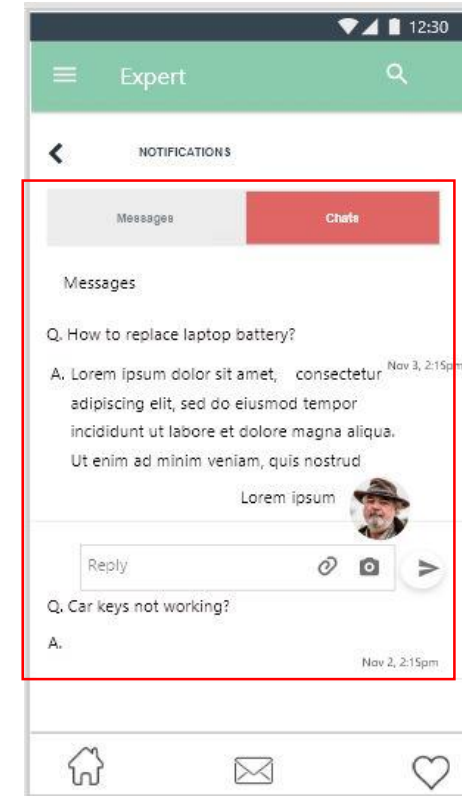 12:30
Expert
NOTIFICATIONS
Messages Chats
Messages
Q. How to replace laptop battery?
A. Lorem ipsum dolor sit amet, consectetur Nov 3, 2:15pm
adipiscing elit, sed do eiusmod tempor
incididunt ut labore et dolore magna aliqua.
Ut enim ad minim veniam, quis nostrud
Lorem ipsum
Reply
Q. Car keys not working?
A.
Nov 2, 2:15pm